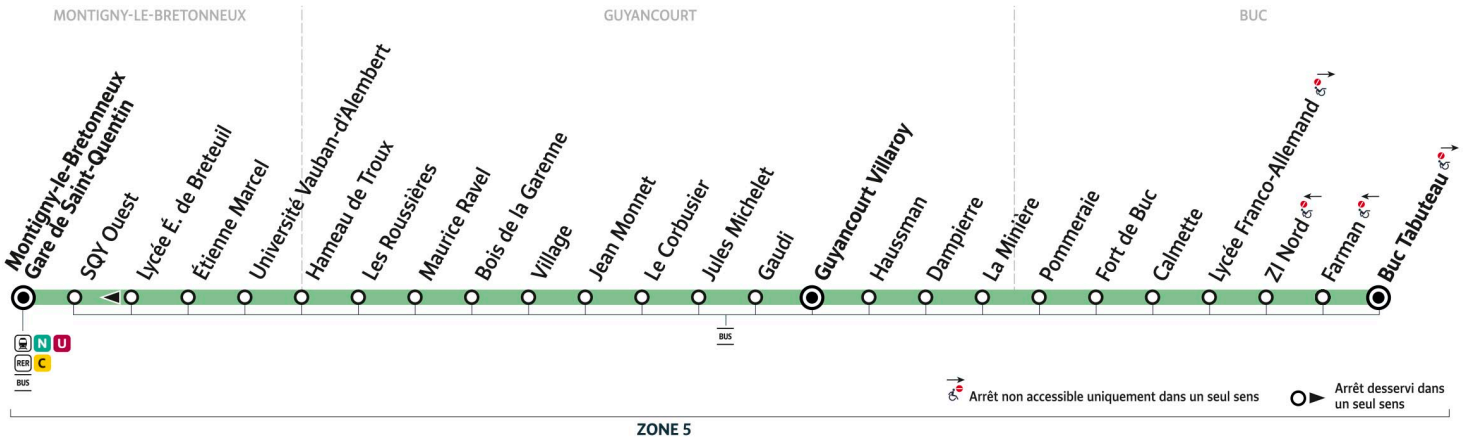 MONTIGNY-LE-BRETONNEUX
GUYANCOURT
BUC
Montigny-le-Bretonneux
Gare de Saint-Quentin
SQY Ouest
Lycée É. de Breteuil
Étienne Marcel
Université Vauban-d'Alembert
Hameau de Troux
Les Roussières
Maurice Ravel
Bois de la Garenne
Village
Jean Monnet
Le Corbusier
Jules Michelet
Gaudi
Guyancourt Villaroy
Haussman
Dampierre
La Minière
Pommeraie
Fort de Buc
Calmette
Lycée Franco-Allemand
ZI Nord
Farman
Buc Tabuteau
N U
RER C
BUS
BUS
Arrêt non accessible uniquement dans un seul sens
Arrêt desservi dans
un seul sens
ZONE 5